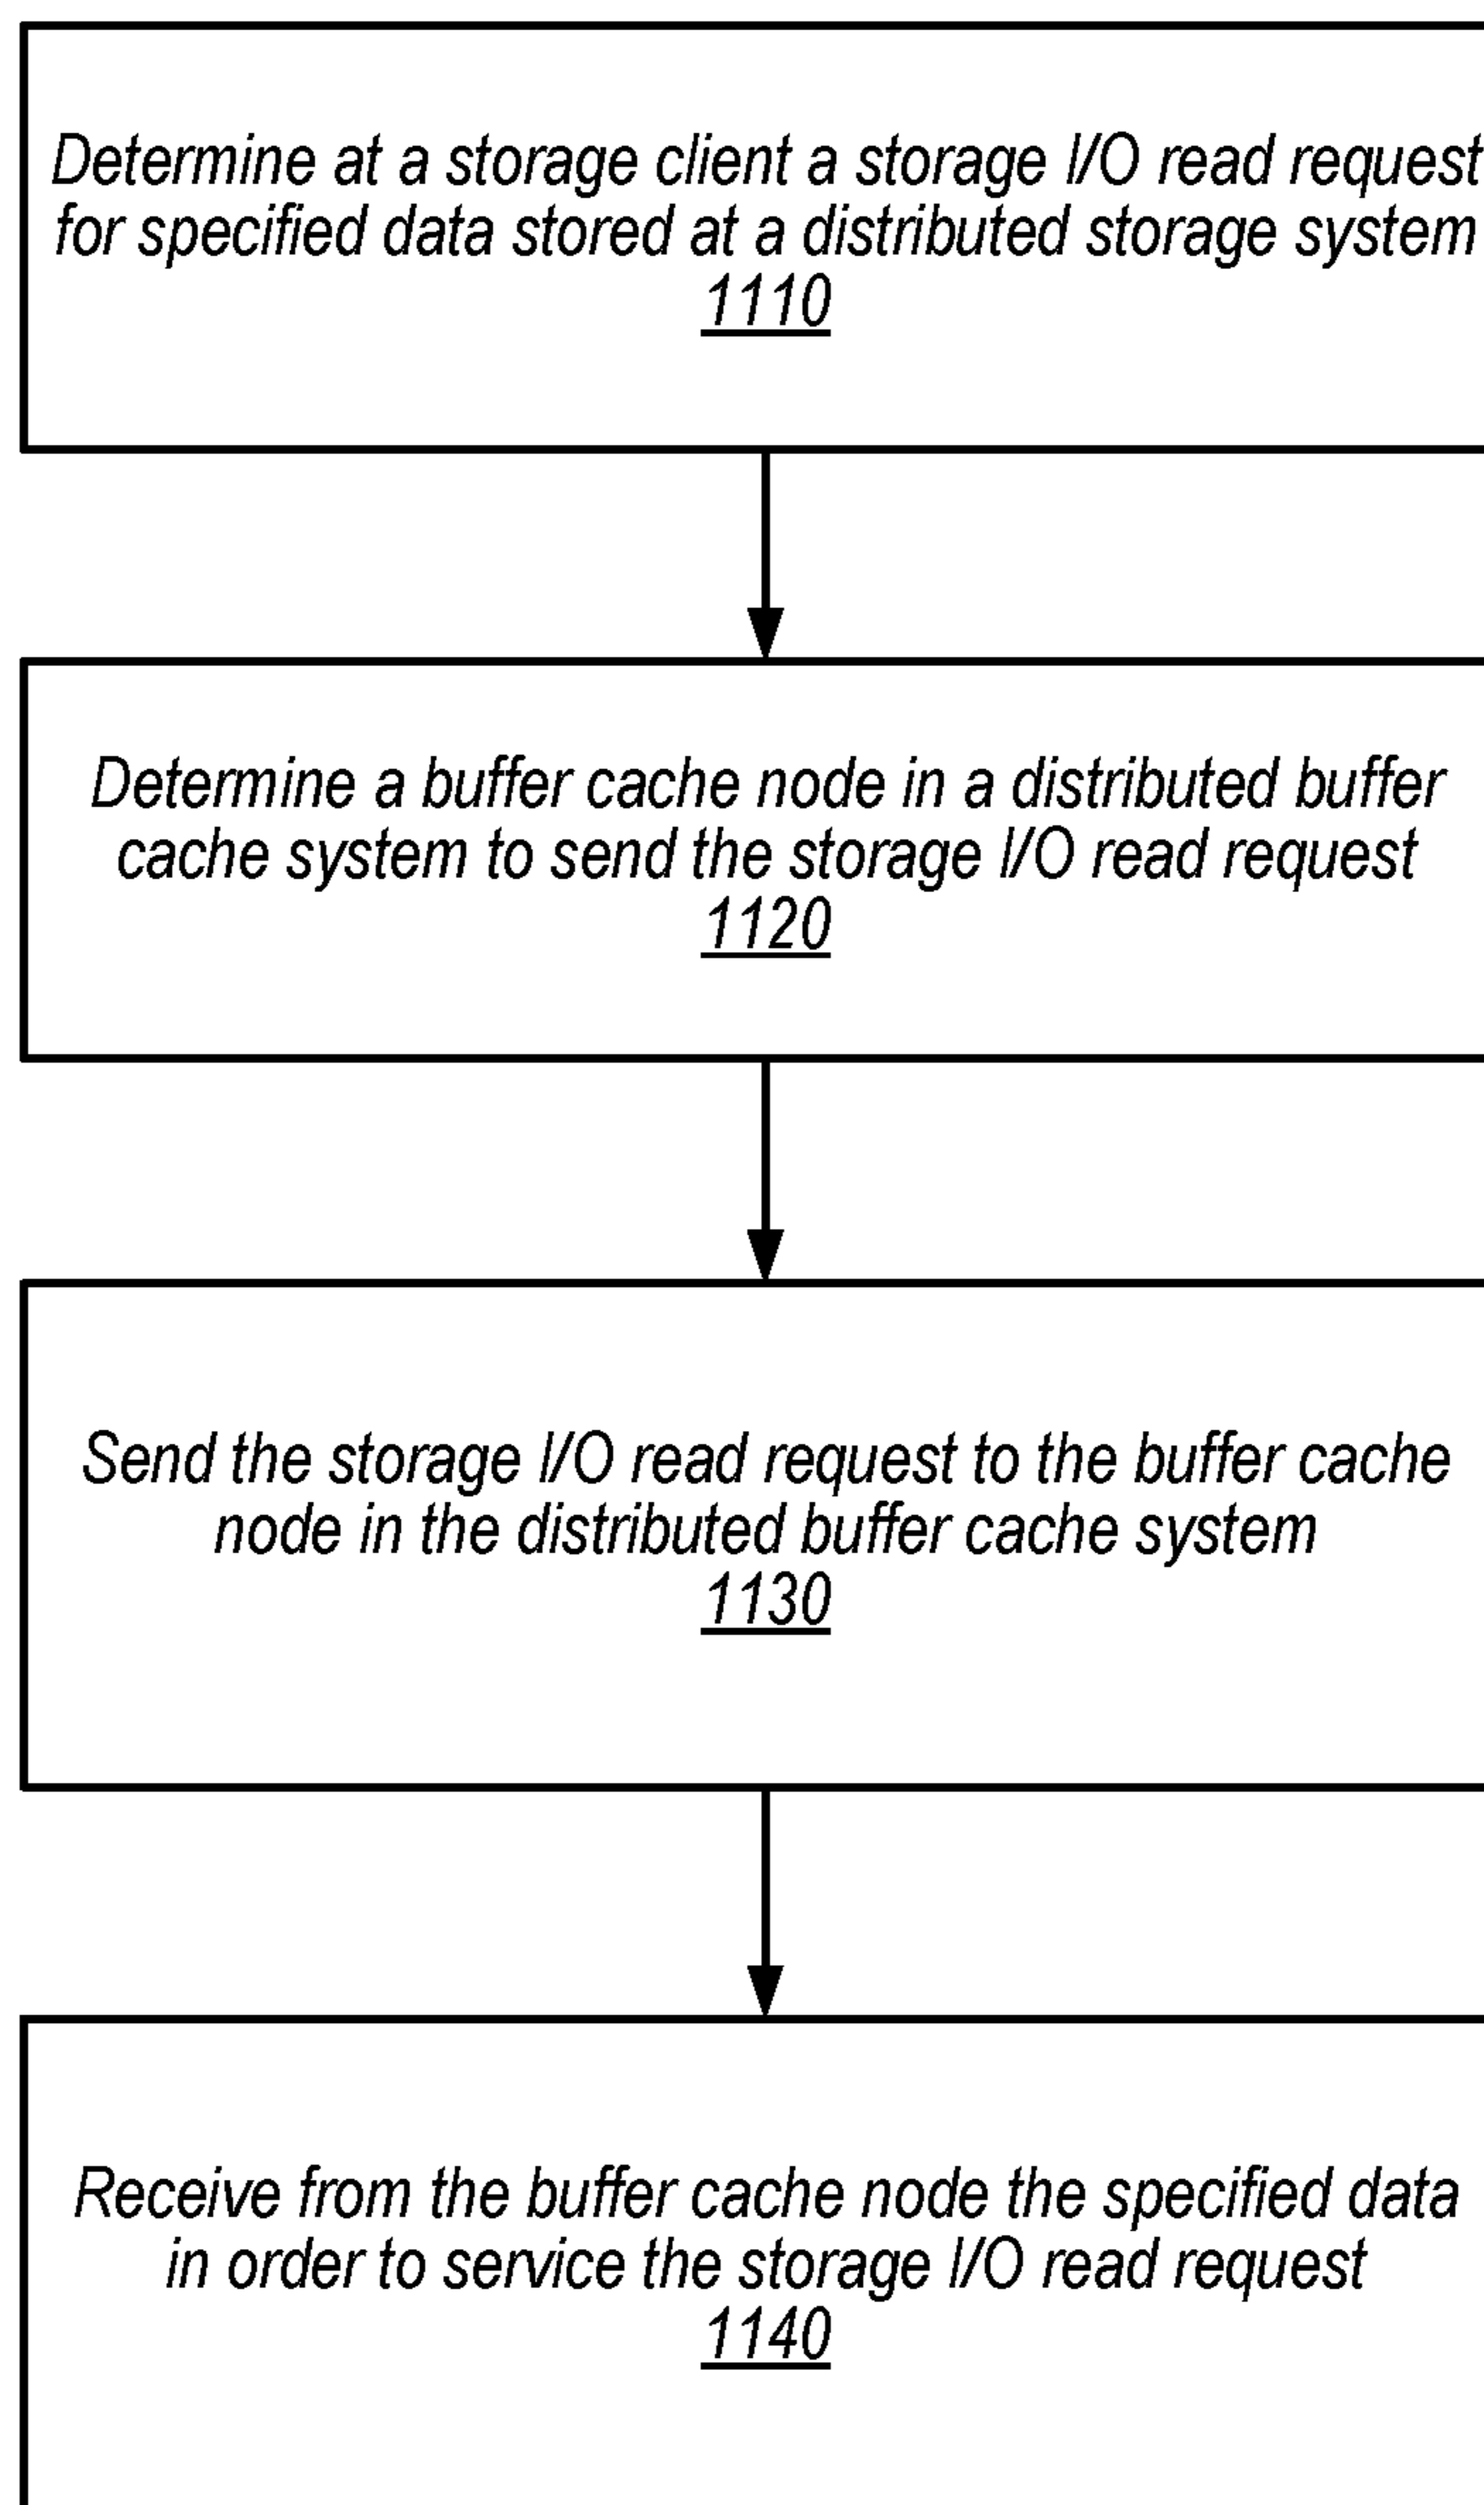 Determine at a storage client a storage I/O read request
for specified data stored at a distributed storage system
1110
Determine a buffer cache node in a distributed buffer
cache system to send the storage I/O read request
1120
Send the storage I/O read request to the buffer cache
node in the distributed buffer cache system
1130
Receive from the buffer cache node the specified data
in order to service the storage I/O read request
1140